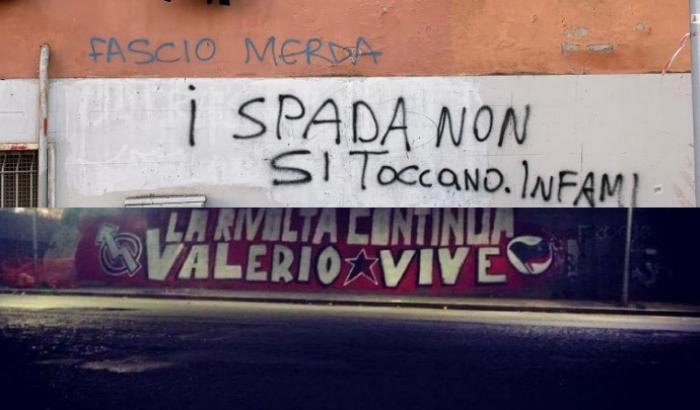 FASCIO MERDA
i SPADA NON
SI TOCCANO. INFAMI
LA RIVOLTA CONTINUA
VALERIO VIVE